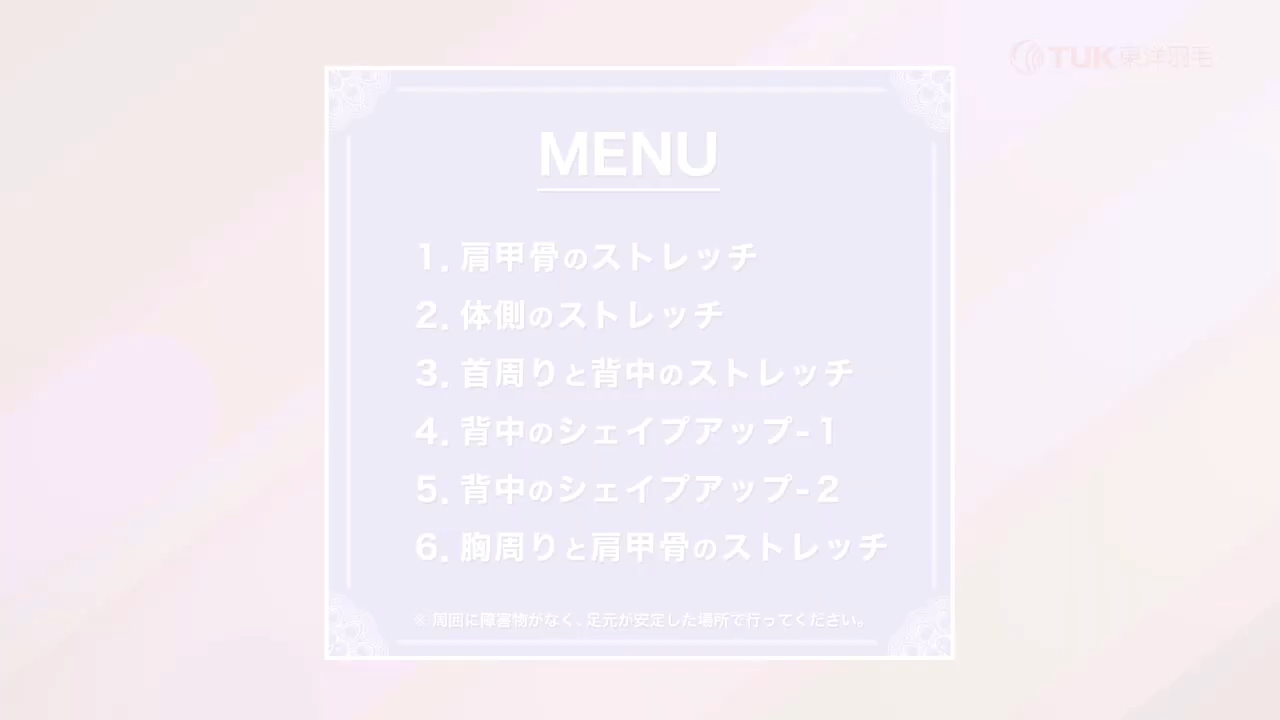 TUK東洋羽毛
MENU
1. 肩甲骨のストレッチ
2. 体側のストレッチ
3. 首周りと背中のストレッチ
4. 背中のシェイプアップ-1
5. 背中のシェイプアップ-2
6. 胸周りと肩甲骨のストレッチ
※ 周囲に障害物がなく、足元が安定した場所で行ってください。